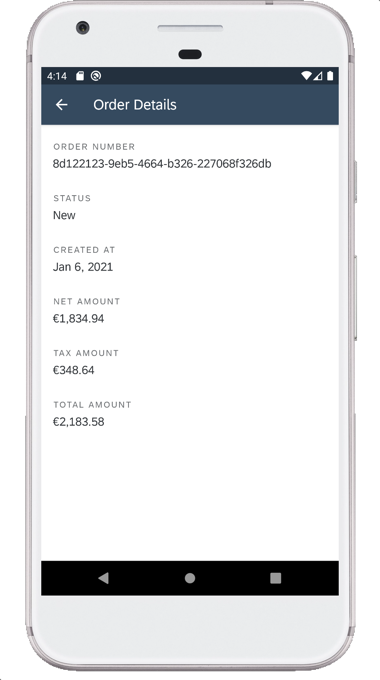 4:14
Order Details
ORDER NUMBER
8d122123-9eb5-4664-b326-227068f326db
STATUS
New
CREATED AT
Jan 6, 2021
NET AMOUNT
€1,834.94
TAX AMOUNT
€348.64
TOTAL AMOUNT
€2,183.58